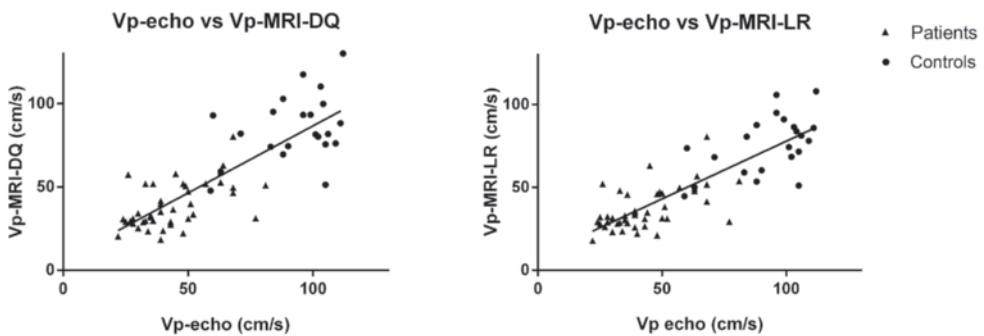 Vp-echo vs Vp-MRI-DQ
Vp-MRI-DQ (cm/s)
100
50
0
0
50
100
Vp-echo (cm/s)
Vp-echo vs Vp-MRI-LR
Vp-MRI-LR (cm/s)
100
50
0
0
50
100
Vp echo (cm/s)
Patients
Controls